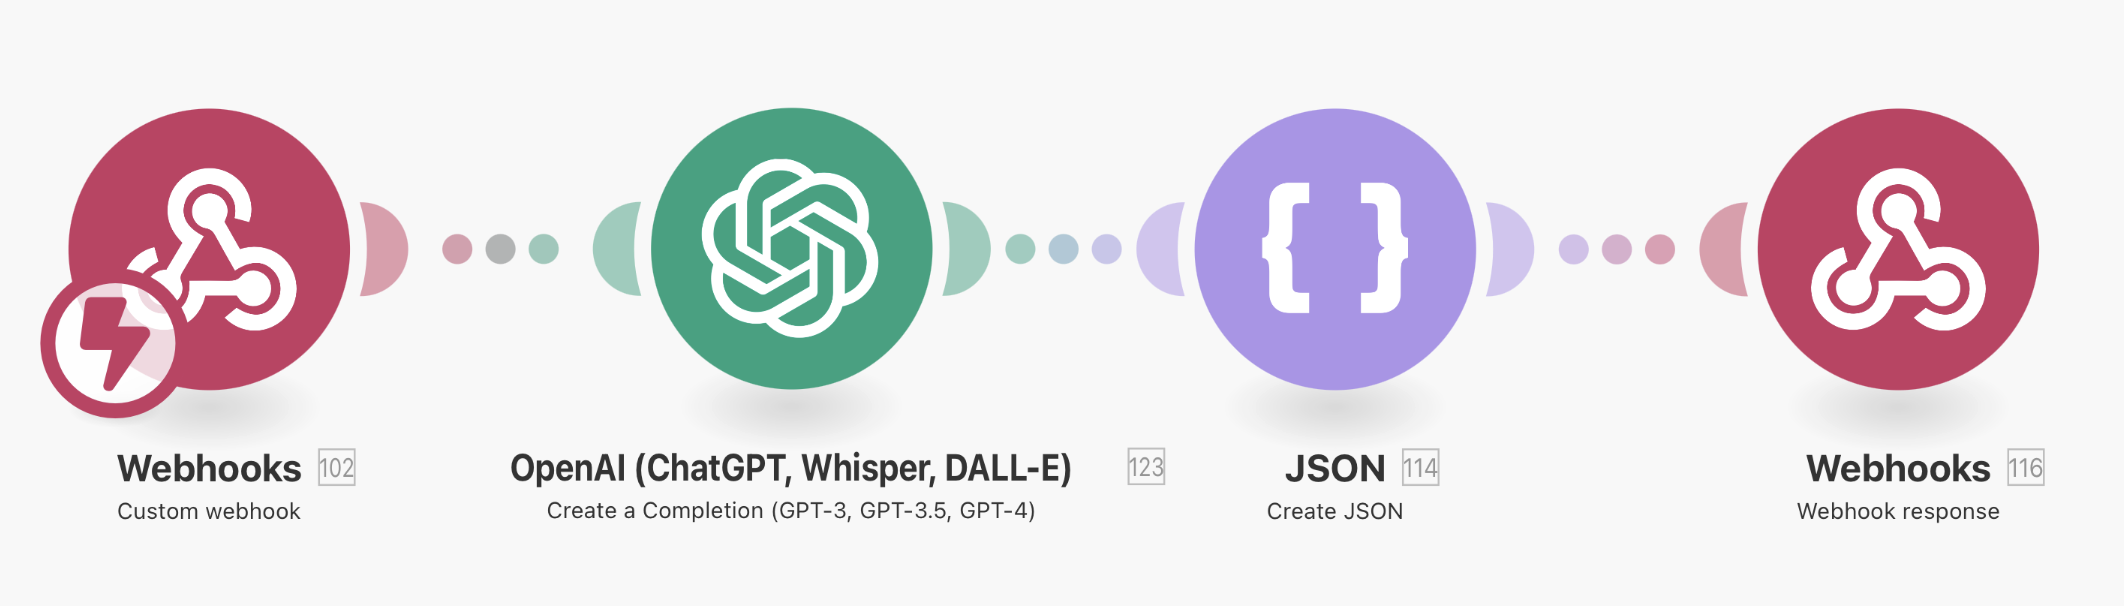 Webhooks 102
Custom webhook
OpenAI (ChatGPT, Whisper, DALL-E) 123
Create a Completion (GPT-3, GPT-3.5, GPT-4)
{ }
JSON 114
Create JSON
Webhooks 116
Webhook response